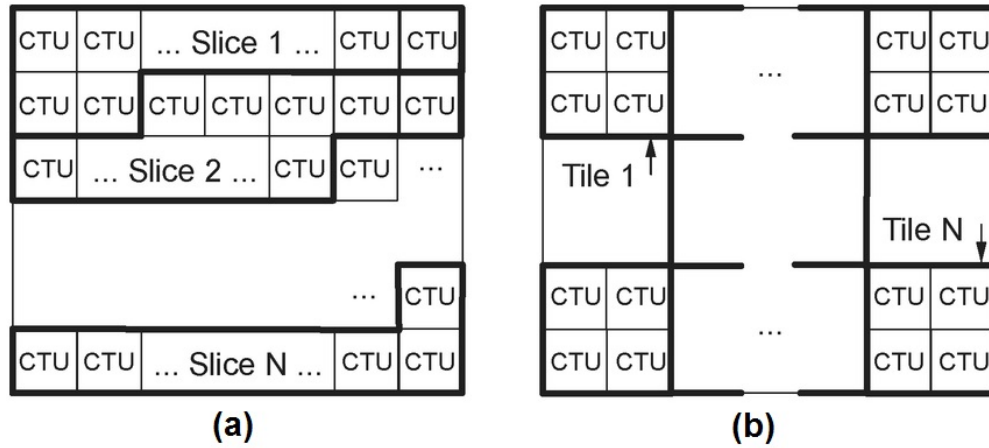 CTU CTU ... Slice 1 ... CTU CTU
CTU CTU CTU CTU CTU CTU CTU
CTU ... Slice 2 ... CTU CTU ...
... CTU
CTU CTU ... Slice N ... CTU CTU
(a)
CTU CTU ... CTU CTU
CTU CTU CTU CTU
Tile 1
Tile N
CTU CTU CTU CTU
CTU CTU ... CTU CTU
(b)